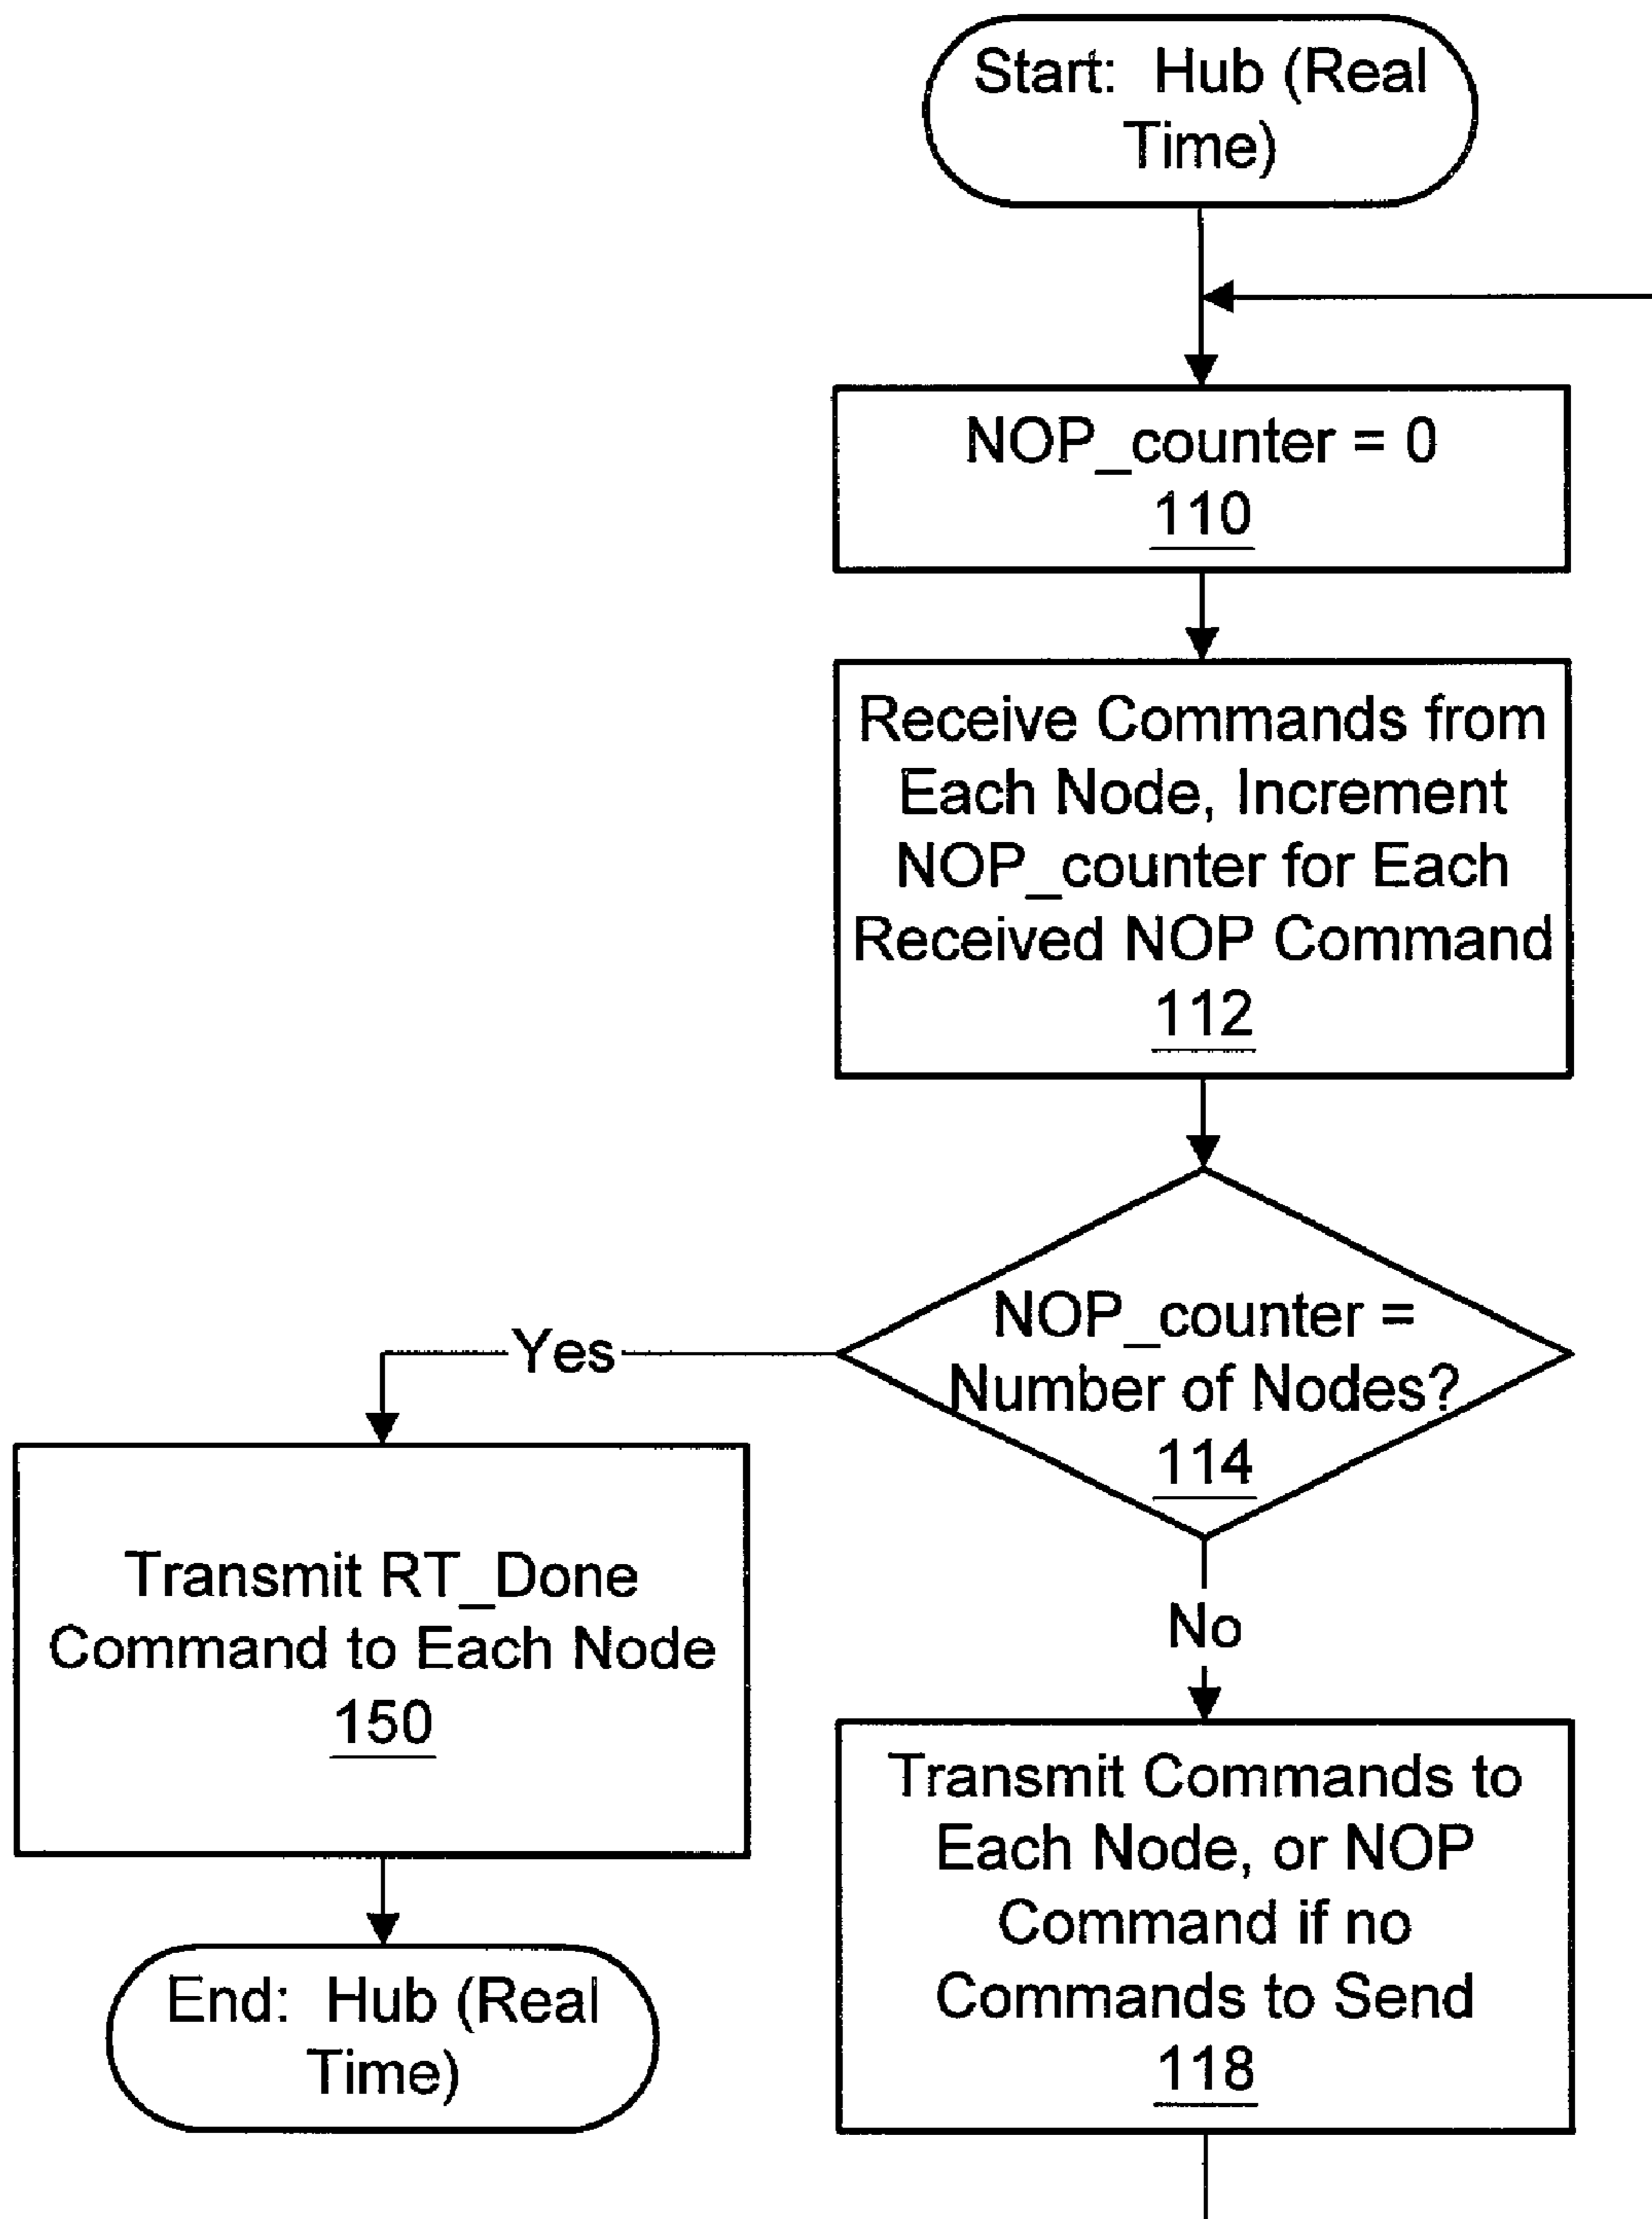 Start: Hub (Real
Time)
NOP_counter = 0
110
Receive Commands from
Each Node, Increment
NOP_counter for Each
Received NOP Command
112
NOP_counter =
Number of Nodes?
114
Yes
No
Transmit RT_Done
Command to Each Node
150
Transmit Commands to
Each Node, or NOP
Command if no
Commands to Send
118
End: Hub (Real
Time)